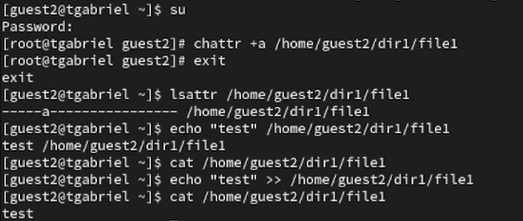 [guest2@tgabriel ~]$ su
Password:
[root@tgabriel guest2]# chattr +a /home/guest2/dir1/file1
[root@tgabriel guest2]# exit
exit
[guest2@tgabriel ~]$ lsattr /home/guest2/dir1/file1
-----a---------------- /home/guest2/dir1/file1
[guest2@tgabriel ~]$ echo "test" /home/guest2/dir1/file1
test /home/guest2/dir1/file1
[guest2@tgabriel ~]$ cat /home/guest2/dir1/file1
[guest2@tgabriel ~]$ echo "test" >> /home/guest2/dir1/file1
[guest2@tgabriel ~]$ cat /home/guest2/dir1/file1
test